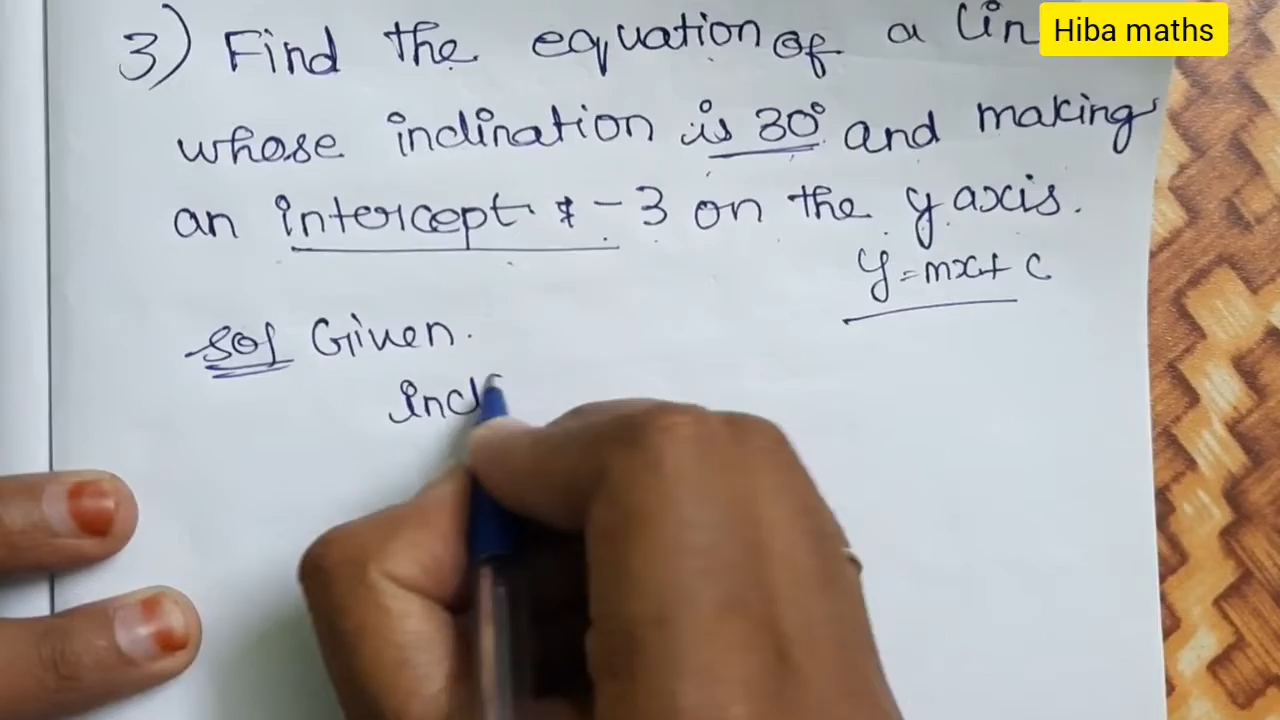 3) Find the equation of a lin
Hiba maths
whose inclination is 30° and making
an intercept -3 on the y axis.
y=mx+c
Sol Given.
incl